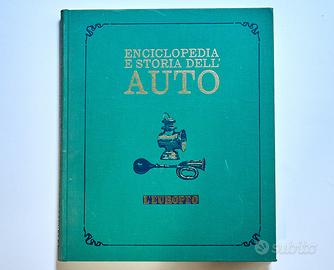 ENCICLOPEDIA
E STORIA DELL'
AUTO
L'EUROPEO
subito